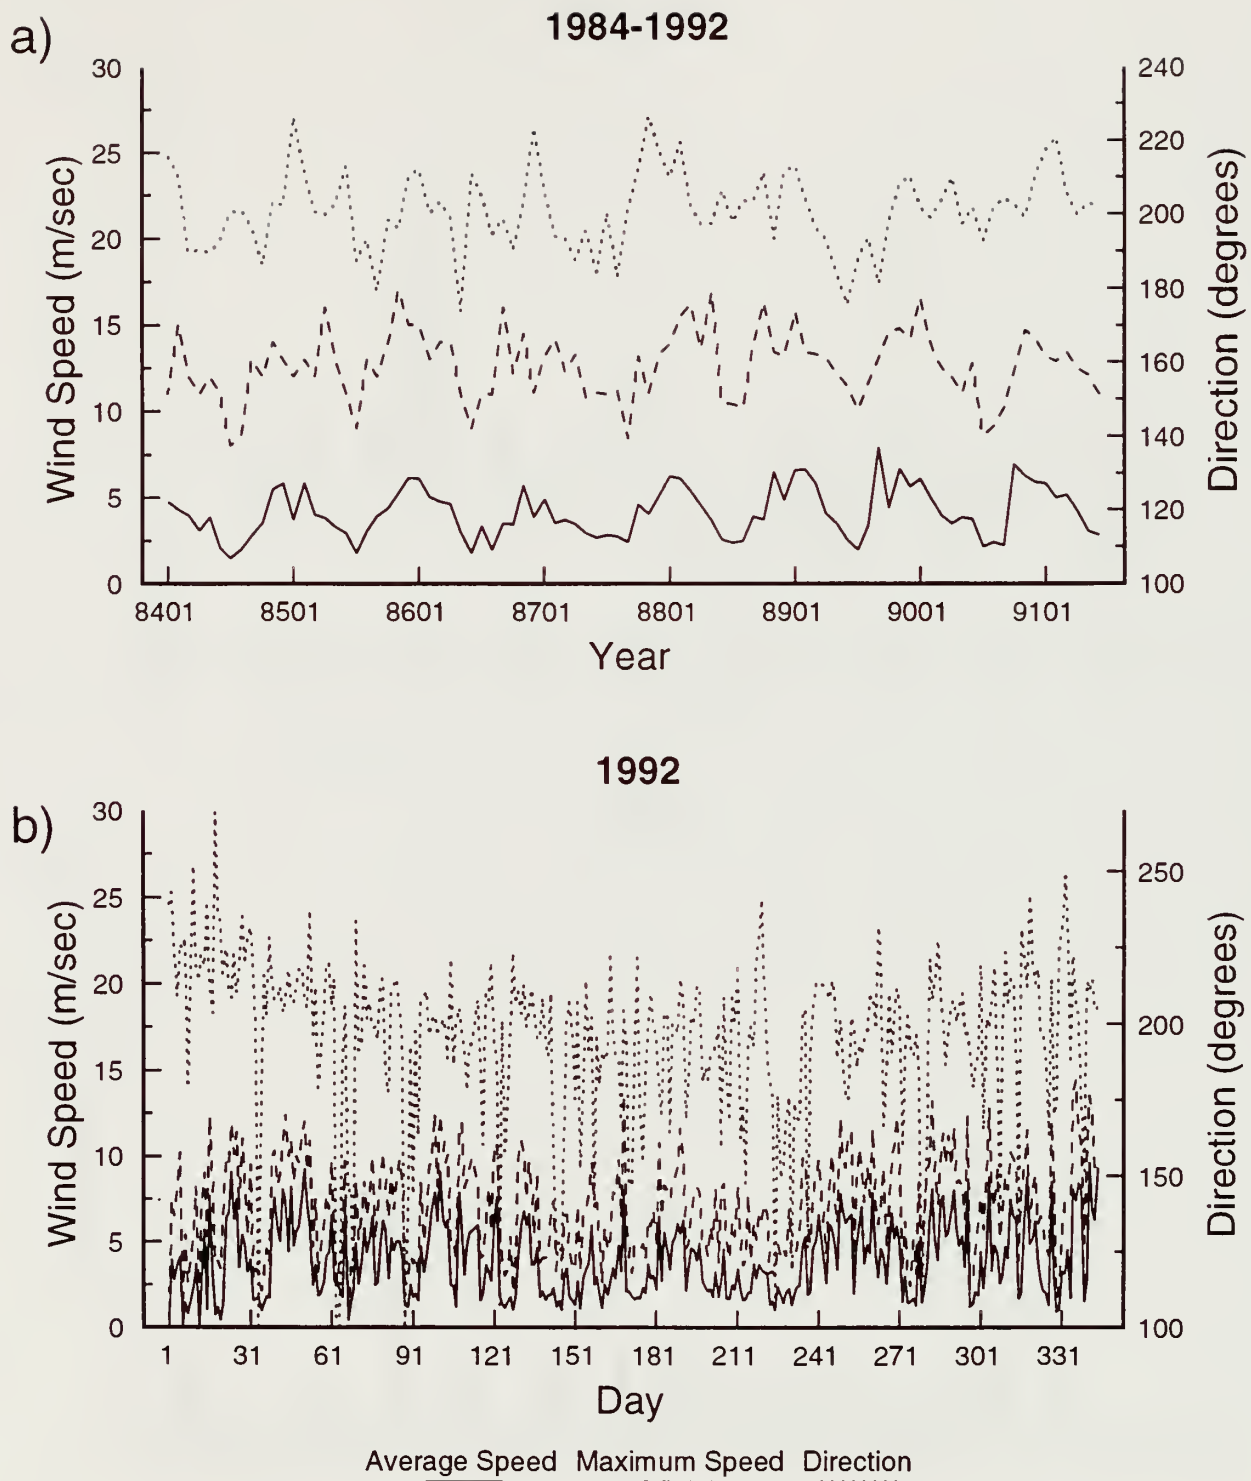 a)
1984-1992
30
25
20
15
10
5
0
Wind Speed (m/sec)
240
220
200
180
160
140
120
100
Direction (degrees)
8401 8501 8601 8701 8801 8901 9001 9101
Year
b)
1992
30
25
20
15
10
5
0
Wind Speed (m/sec)
250
200
150
100
Direction (degrees)
1 31 61 91 121 151 181 211 241 271 301 331
Day
Average Speed Maximum Speed Direction